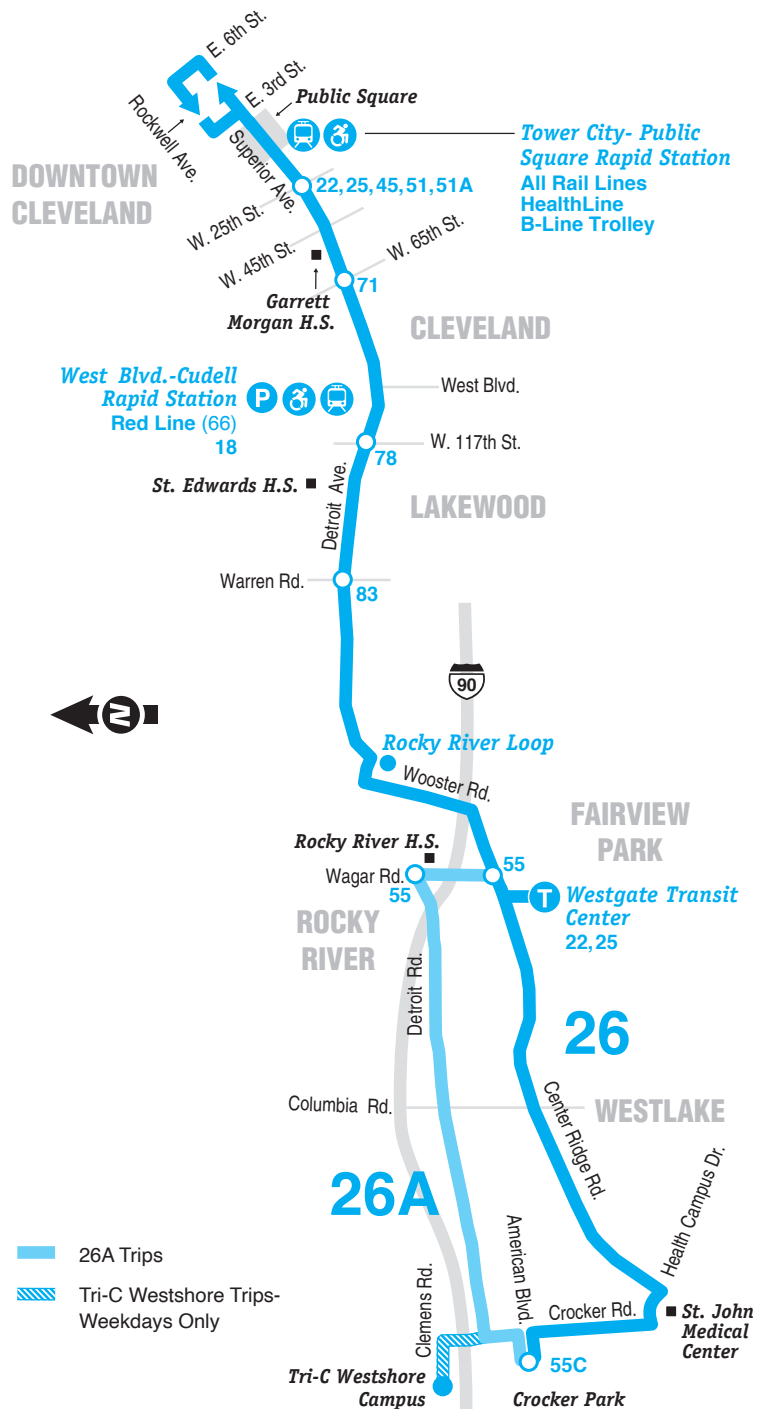 E. 6th St.
E. 3rd St.
Public Square
Rockwell Ave.
Superior Ave.
Tower City- Public
Square Rapid Station
All Rail Lines
HealthLine
B-Line Trolley
DOWNTOWN
CLEVELAND
22, 25, 45, 51, 51A
W. 25th St.
W. 45th St.
W. 65th St.
71
Garrett
Morgan H.S.
CLEVELAND
West Blvd.-Cudell
Rapid Station
Red Line (66)
18
P
West Blvd.
W. 117th St.
78
St. Edwards H.S.
Detroit Ave.
LAKEWOOD
Warren Rd.
83
90
N
Rocky River Loop
Wooster Rd.
FAIRVIEW
PARK
Rocky River H.S.
Wagar Rd.
55
55
T
Westgate Transit
Center
22, 25
ROCKY
RIVER
Detroit Rd.
26
Columbia Rd.
WESTLAKE
Center Ridge Rd.
26A
Health Campus Dr.
American Blvd.
Clemens Rd.
Crocker Rd.
26A Trips
Tri-C Westshore Trips-
Weekdays Only
St. John
Medical
Center
55C
Tri-C Westshore
Campus
Crocker Park